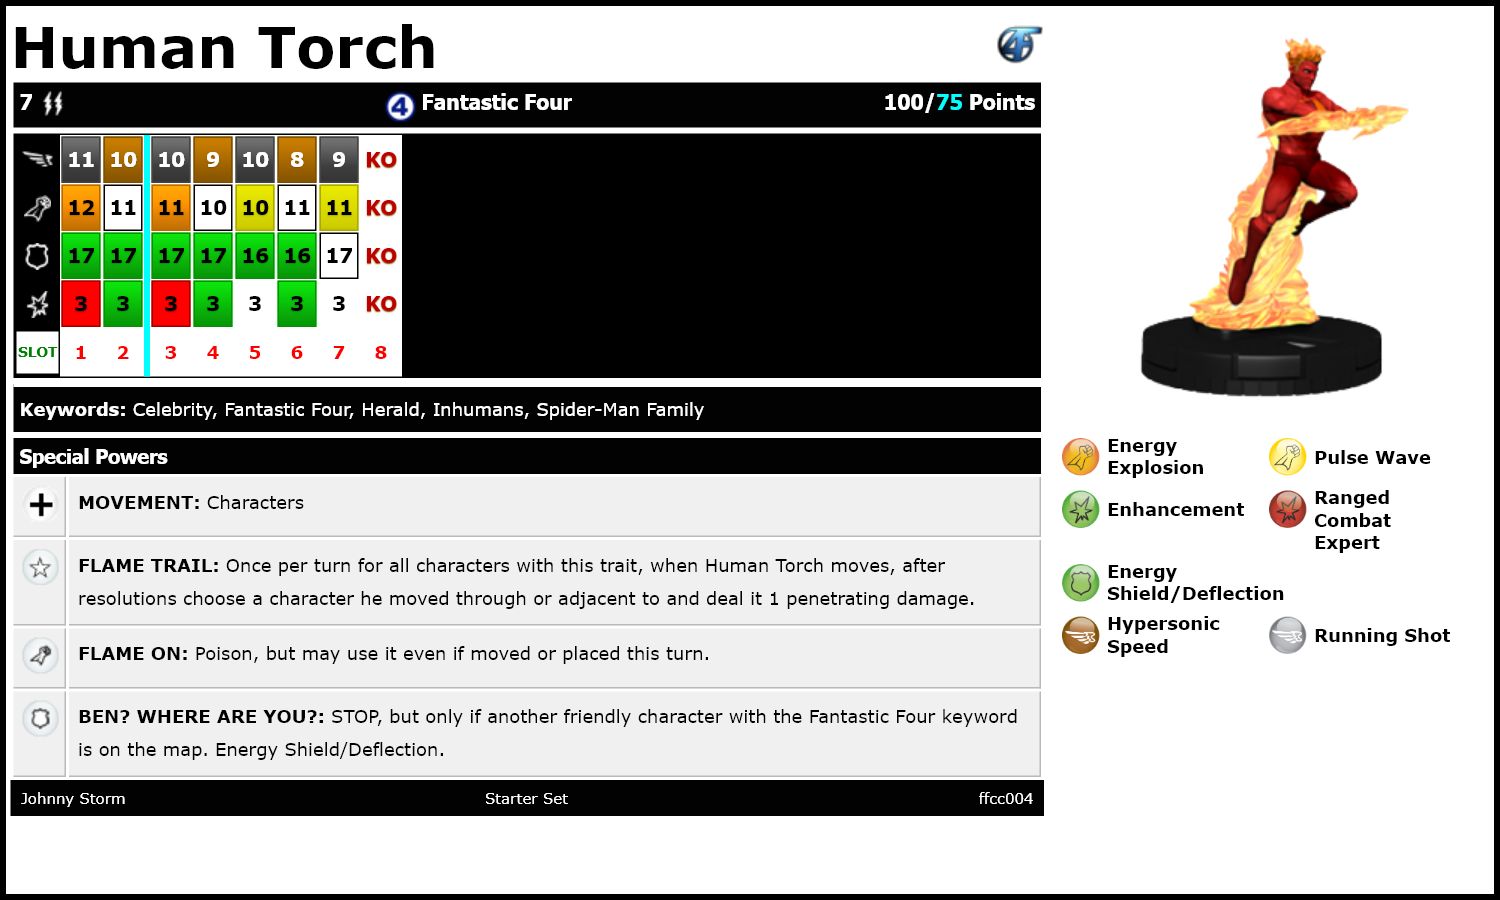 Human Torch
7 4 Fantastic Four 100/75 Points
11 10 10 9 10 8 9 KO
12 11 11 10 10 11 11 KO
17 17 17 17 16 16 17 KO
3 3 3 3 3 3 3 KO
SLOT 1 2 3 4 5 6 7 8
Keywords: Celebrity, Fantastic Four, Herald, Inhumans, Spider-Man Family
Special Powers
MOVEMENT: Characters
FLAME TRAIL: Once per turn for all characters with this trait, when Human Torch moves, after
resolutions choose a character he moved through or adjacent to and deal it 1 penetrating damage.
FLAME ON: Poison, but may use it even if moved or placed this turn.
BEN? WHERE ARE YOU?: STOP, but only if another friendly character with the Fantastic Four keyword
is on the map. Energy Shield/Deflection.
Johnny Storm Starter Set ffcc004
Energy
Explosion
Pulse Wave
Enhancement
Ranged
Combat
Expert
Energy
Shield/Deflection
Hypersonic
Speed
Running Shot